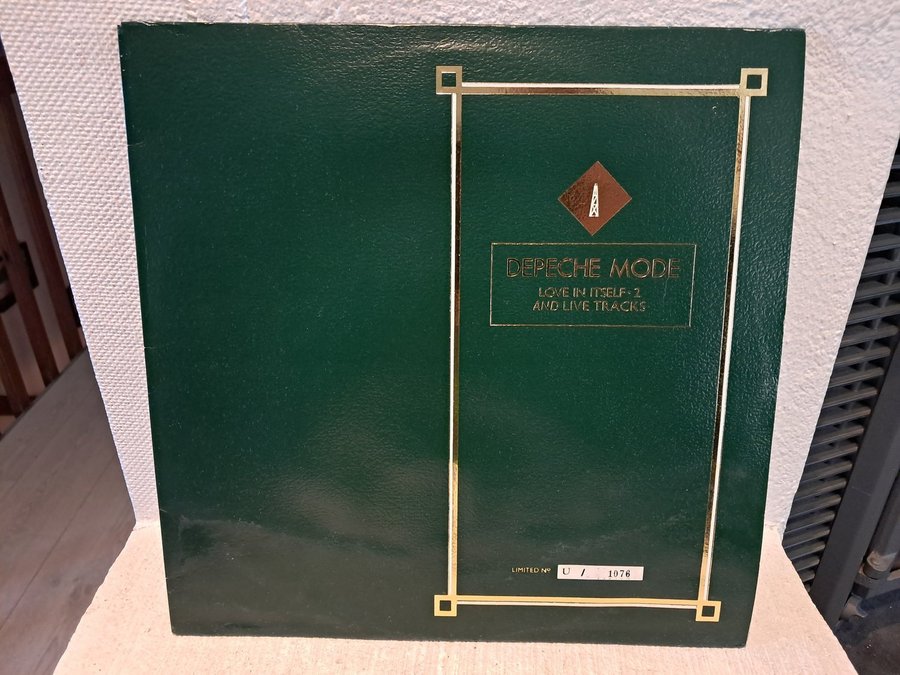 DEPECHE MODE
LOVE IN ITSELF · 2
AND LIVE TRACKS
LIMITED Nº U / 1076